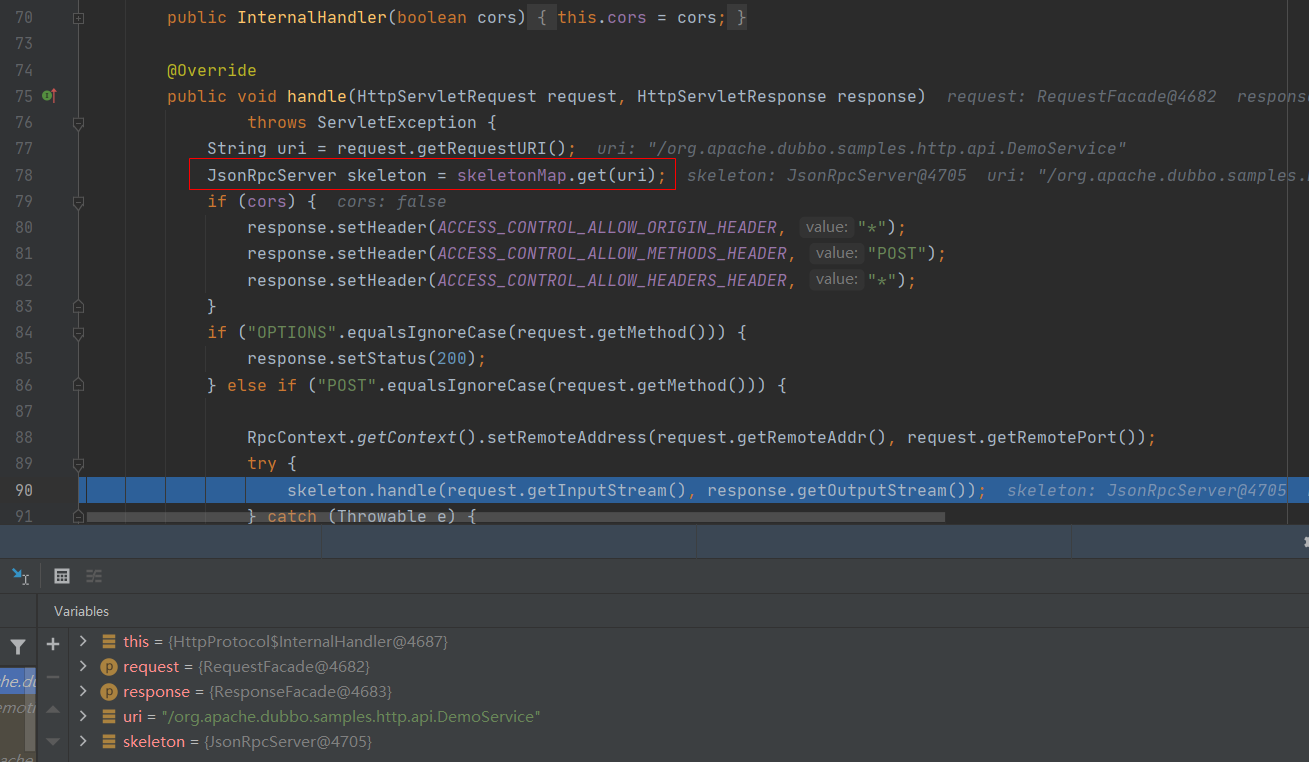 70 public InternalHandler(boolean cors) { this.cors = cors; }
73
74 @Override
75 public void handle(HttpServletRequest request, HttpServletResponse response) request: RequestFacade@4682
76 throws ServletException {
77 String uri = request.getRequestURI(); uri: "/org.apache.dubbo.samples.http.api.DemoService"
78 JsonRpcServer skeleton = skeletonMap.get(uri); skeleton: JsonRpcServer@4705 uri: "/org.apache.dubbo.samples.
79 if (cors) { cors: false
80 response.setHeader(ACCESS_CONTROL_ALLOW_ORIGIN_HEADER, value: "*");
81 response.setHeader(ACCESS_CONTROL_ALLOW_METHODS_HEADER, value: "POST");
82 response.setHeader(ACCESS_CONTROL_ALLOW_HEADERS_HEADER, value: "*");
83 }
84 if ("OPTIONS".equalsIgnoreCase(request.getMethod())) {
85 response.setStatus(200);
86 } else if ("POST".equalsIgnoreCase(request.getMethod())) {
87
88 RpcContext.getContext().setRemoteAddress(request.getRemoteAddr(), request.getRemotePort());
89 try {
90 skeleton.handle(request.getInputStream(), response.getOutputStream()); skeleton: JsonRpcServer@4705
91 } catch (Throwable e) {
Variables
this = {HttpProtocol$InternalHandler@4687}
request = {RequestFacade@4682}
response = {ResponseFacade@4683}
uri = "/org.apache.dubbo.samples.http.api.DemoService"
skeleton = {JsonRpcServer@4705}